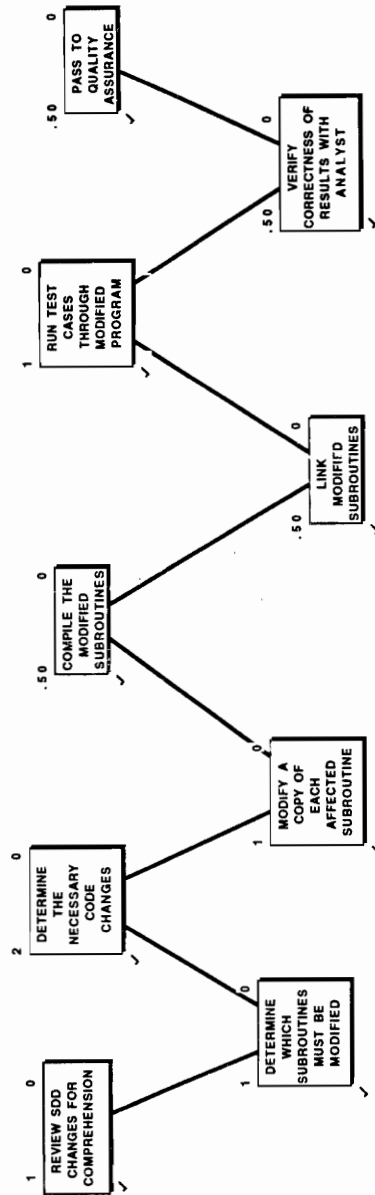 1
0
REVIEW SDD
CHANGES FOR
COMPREHENSION
1
0
DETERMINE
WHICH
SUBROUTINES
MUST BE
MODIFIED
2
0
DETERMINE
THE
NECESSARY
CODE
CHANGES
1
0
MODIFY A
COPY OF
EACH
AFFECTED
SUBROUTINE
.50
0
COMPILE THE
MODIFIED
SUBROUTINES
.50
0
LINK
MODIFIED
SUBROUTINES
1
0
RUN TEST
CASES
THROUGH
MODIFIED
PROGRAM
.50
0
VERIFY
CORRECTNESS OF
RESULTS WITH
ANALYST
.50
0
PASS TO
QUALITY
ASSURANCE